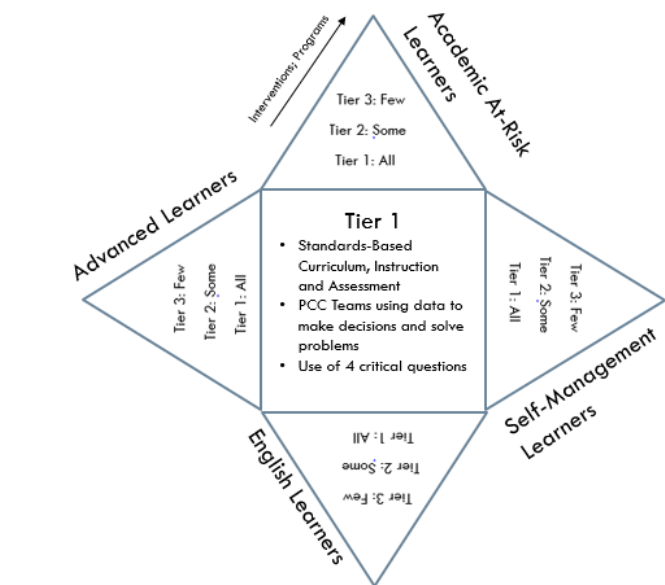 Interventions; Programs
Academic At-Risk
Learners
Tier 3: Few
Tier 2: Some
Tier 1: All
Advanced Learners
Tier 3: Few
Tier 2: Some
Tier 1: All
Tier 1
• Standards-Based
Curriculum, Instruction
and Assessment
• PCC Teams using data to
make decisions and solve
problems
• Use of 4 critical questions
Tier 1: All
Tier 2: Some
Tier 3: Few
Self-Management
Learners
English Learners
Tier 1: All
Tier 2: Some
Tier 3: Few